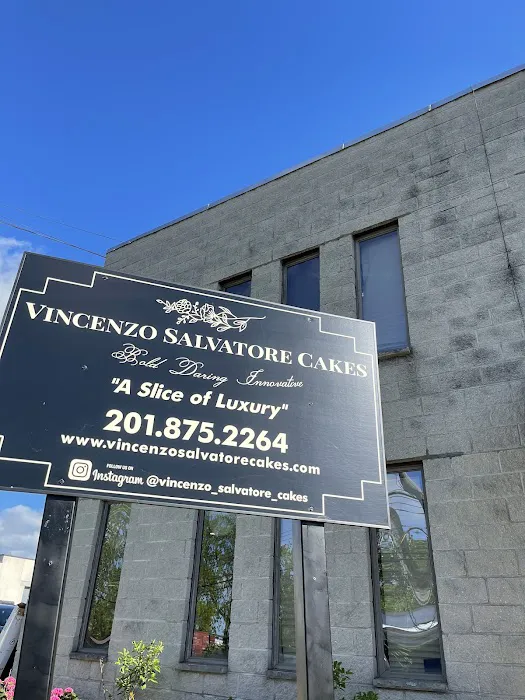 VINCENZO SALVATORE CAKES
Bold Daring Innovative
"A Slice of Luxury"
201.875.2264
www.vincenzosalvatorecakes.com
FOLLOW US ON
Instagram @vincenzo_salvatore_cakes